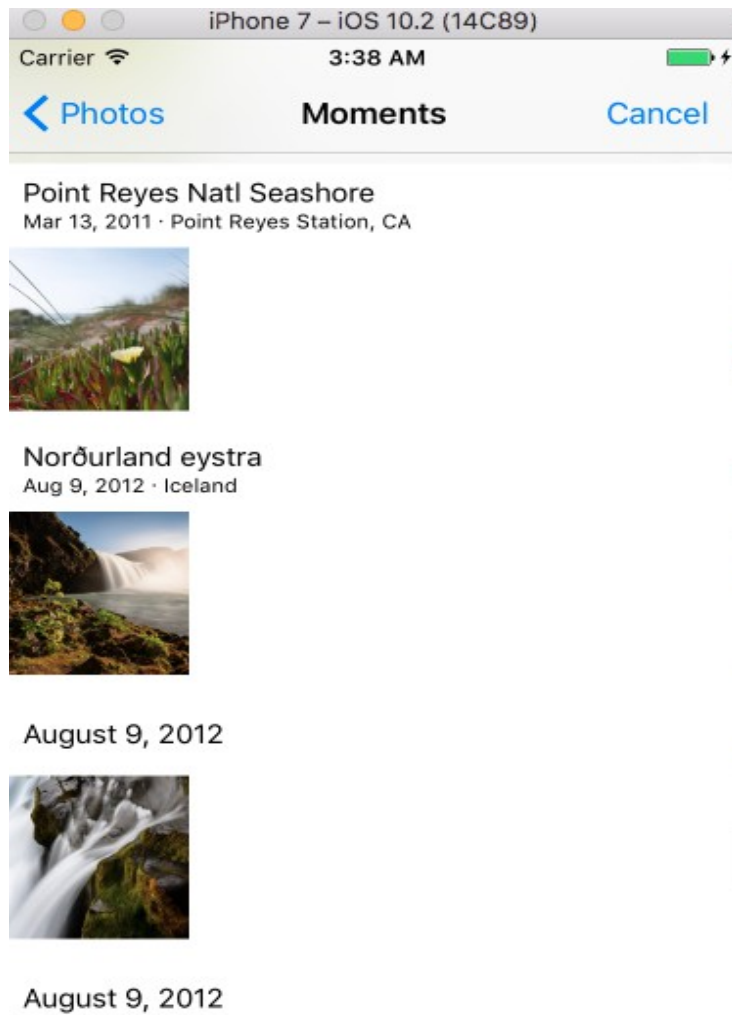 iPhone 7 – iOS 10.2 (14C89)
Carrier 3:38 AM
Photos Moments Cancel
Point Reyes Natl Seashore
Mar 13, 2011 · Point Reyes Station, CA
Norðurland eystra
Aug 9, 2012 · Iceland
August 9, 2012
August 9, 2012